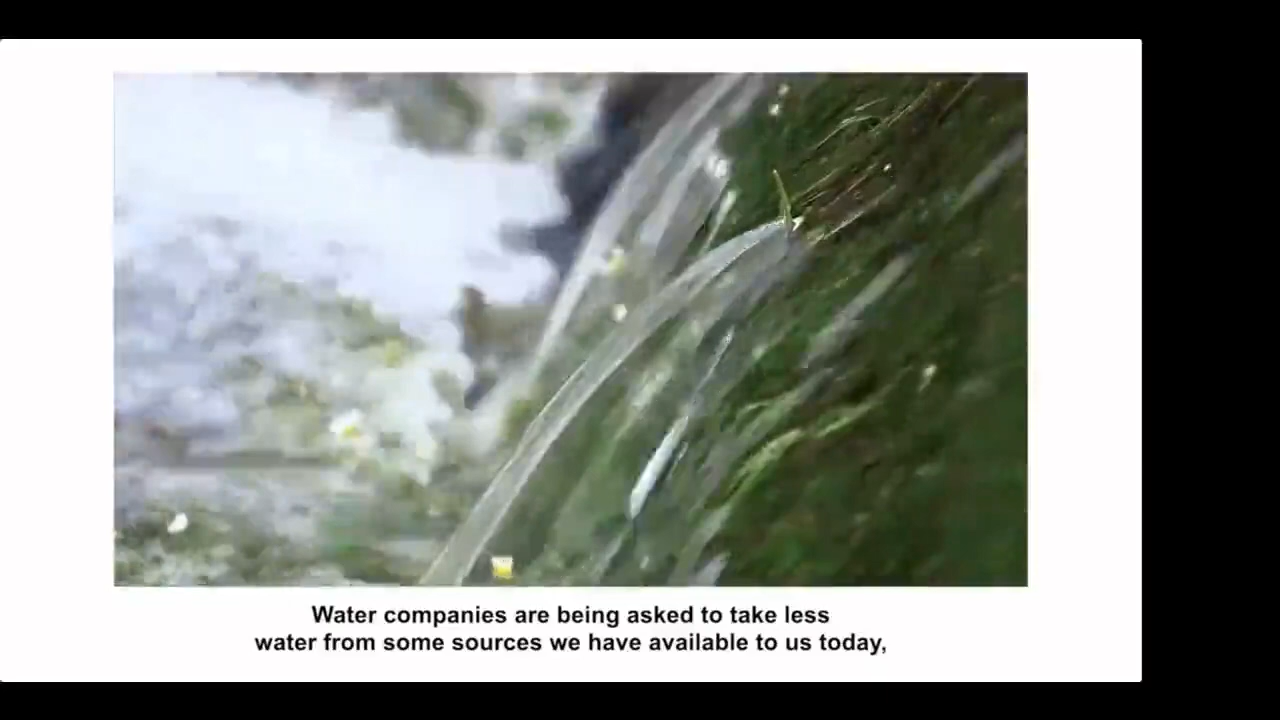 Water companies are being asked to take less
water from some sources we have available to us today,